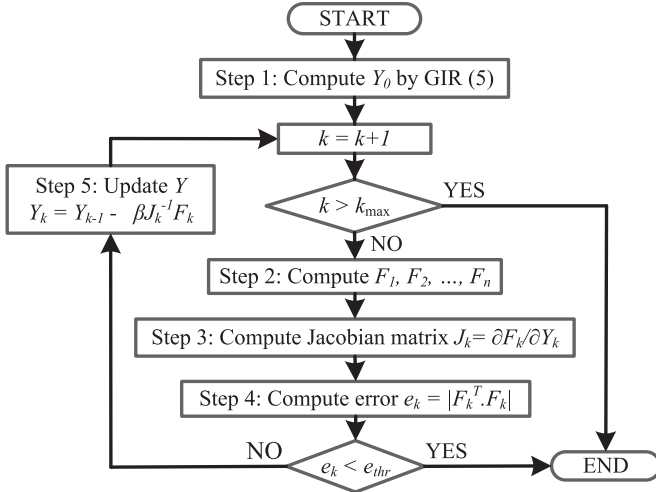 START
Step 1: Compute Y₀ by GIR (5)
k = k+1
Step 5: Update Y
Yₖ = Yₖ₋₁ - βJₖ⁻¹Fₖ
k > kₘₐₓ
YES
NO
Step 2: Compute F₁, F₂, ..., Fₙ
Step 3: Compute Jacobian matrix Jₖ= ∂Fₖ/∂Yₖ
Step 4: Compute error eₖ = |Fₖᵀ.Fₖ|
NO
eₖ < eₜₕᵣ
YES
END